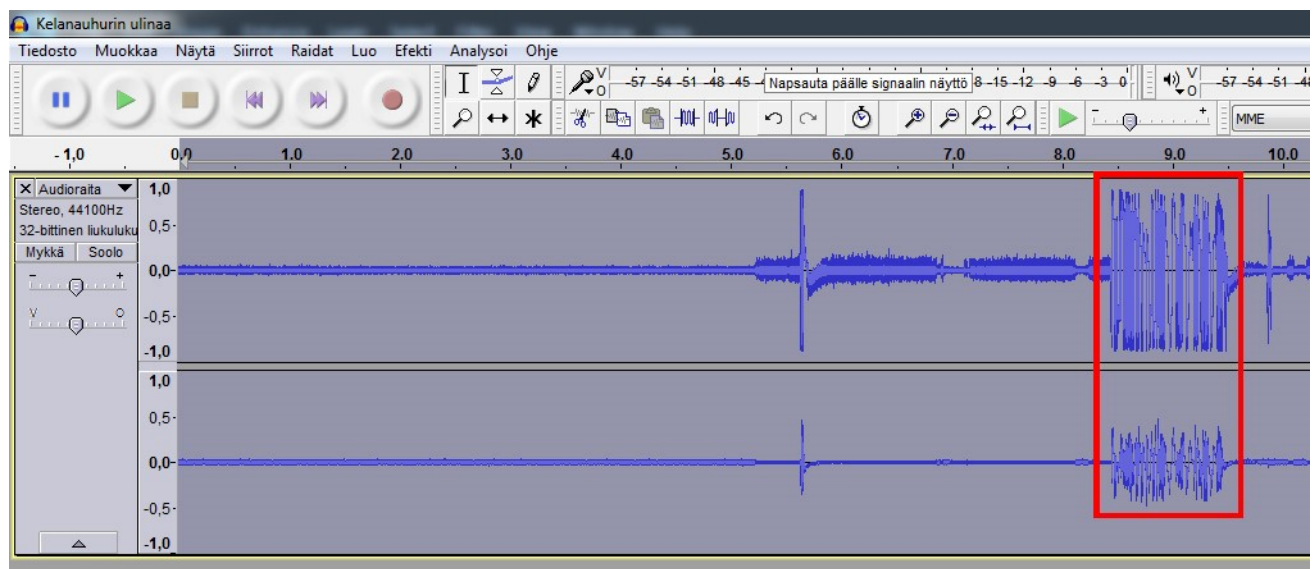 Kelanauhurin ulinaa
Tiedosto Muokkaa Näytä Siirrot Raidat Luo Efekti Analysoi Ohje
V
O
-57 -54 -51 -48 -45 Napsauta päälle signaalin näyttö 8 -15 -12 -9 -6 -3 0
V
O
-57 -54 -51
- +
MME
- 1,0 0,0 1.0 2.0 3.0 4.0 5.0 6.0 7.0 8.0 9.0 10.0
X Audioraita
Stereo, 44100Hz
32-bittinen liukuluku
Mykkä Soolo
- +
V O
1,0
0,5-
0,0-
-0,5-
-1,0
1,0
0,5-
0,0-
-0,5-
-1,0